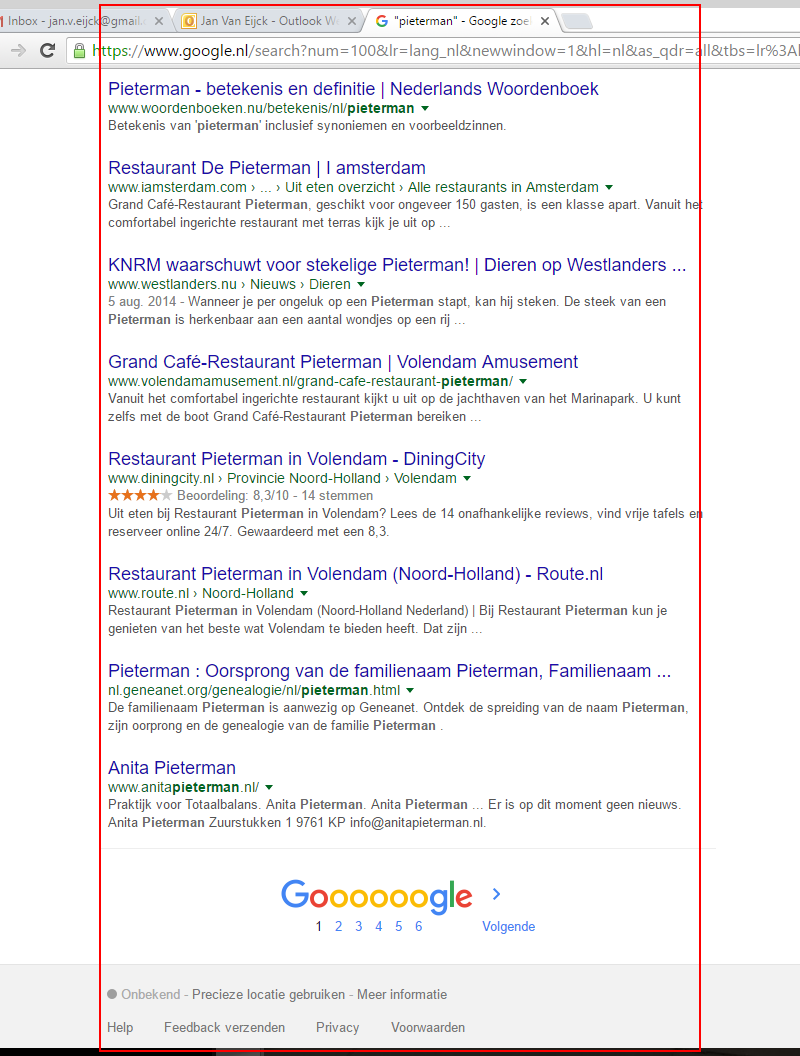 Inbox - jan.v.eijck@gmail.
Jan Van Eijck - Outlook We
"pieterman" - Google zoe
https://www.google.nl/search?num=100&lr=lang_nl&newwindow=1&hl=nl&as_qdr=all&tbs=lr%3Al
Pieterman - betekenis en definitie | Nederlands Woordenboek
www.woordenboeken.nu/betekenis/nl/pieterman
Betekenis van 'pieterman' inclusief synoniemen en voorbeeldzinnen.
Restaurant De Pieterman | I amsterdam
www.iamsterdam.com › ... › Uit eten overzicht › Alle restaurants in Amsterdam
Grand Café-Restaurant Pieterman, geschikt voor ongeveer 150 gasten, is een klasse apart. Vanuit het
comfortabel ingerichte restaurant met terras kijk je uit op ...
KNRM waarschuwt voor stekelige Pieterman! | Dieren op Westlanders ...
www.westlanders.nu › Nieuws › Dieren
5 aug. 2014 - Wanneer je per ongeluk op een Pieterman stapt, kan hij steken. De steek van een
Pieterman is herkenbaar aan een aantal wondjes op een rij ...
Grand Café-Restaurant Pieterman | Volendam Amusement
www.volendamamusement.nl/grand-cafe-restaurant-pieterman/
Vanuit het comfortabel ingerichte restaurant kijkt u uit op de jachthaven van het Marinapark. U kunt
zelfs met de boot Grand Café-Restaurant Pieterman bereiken ...
Restaurant Pieterman in Volendam - DiningCity
www.diningcity.nl › Provincie Noord-Holland › Volendam
Beoordeling: 8,3/10 - 14 stemmen
Uit eten bij Restaurant Pieterman in Volendam? Lees de 14 onafhankelijke reviews, vind vrije tafels en
reserveer online 24/7. Gewaardeerd met een 8,3.
Restaurant Pieterman in Volendam (Noord-Holland) - Route.nl
www.route.nl › Noord-Holland
Restaurant Pieterman in Volendam (Noord-Holland Nederland) | Bij Restaurant Pieterman kun je
genieten van het beste wat Volendam te bieden heeft. Dat zijn ...
Pieterman : Oorsprong van de familienaam Pieterman, Familienaam ...
nl.geneanet.org/genealogie/nl/pieterman.html
De familienaam Pieterman is aanwezig op Geneanet. Ontdek de spreiding van de naam Pieterman,
zijn oorprong en de genealogie van de familie Pieterman .
Anita Pieterman
www.anitapieterman.nl/
Praktijk voor Totaalbalans. Anita Pieterman. Anita Pieterman ... Er is op dit moment geen nieuws.
Anita Pieterman Zuurstukken 1 9761 KP info@anitapieterman.nl.
Goooooogle
1 2 3 4 5 6 Volgende
Onbekend - Precieze locatie gebruiken - Meer informatie
Help Feedback verzenden Privacy Voorwaarden